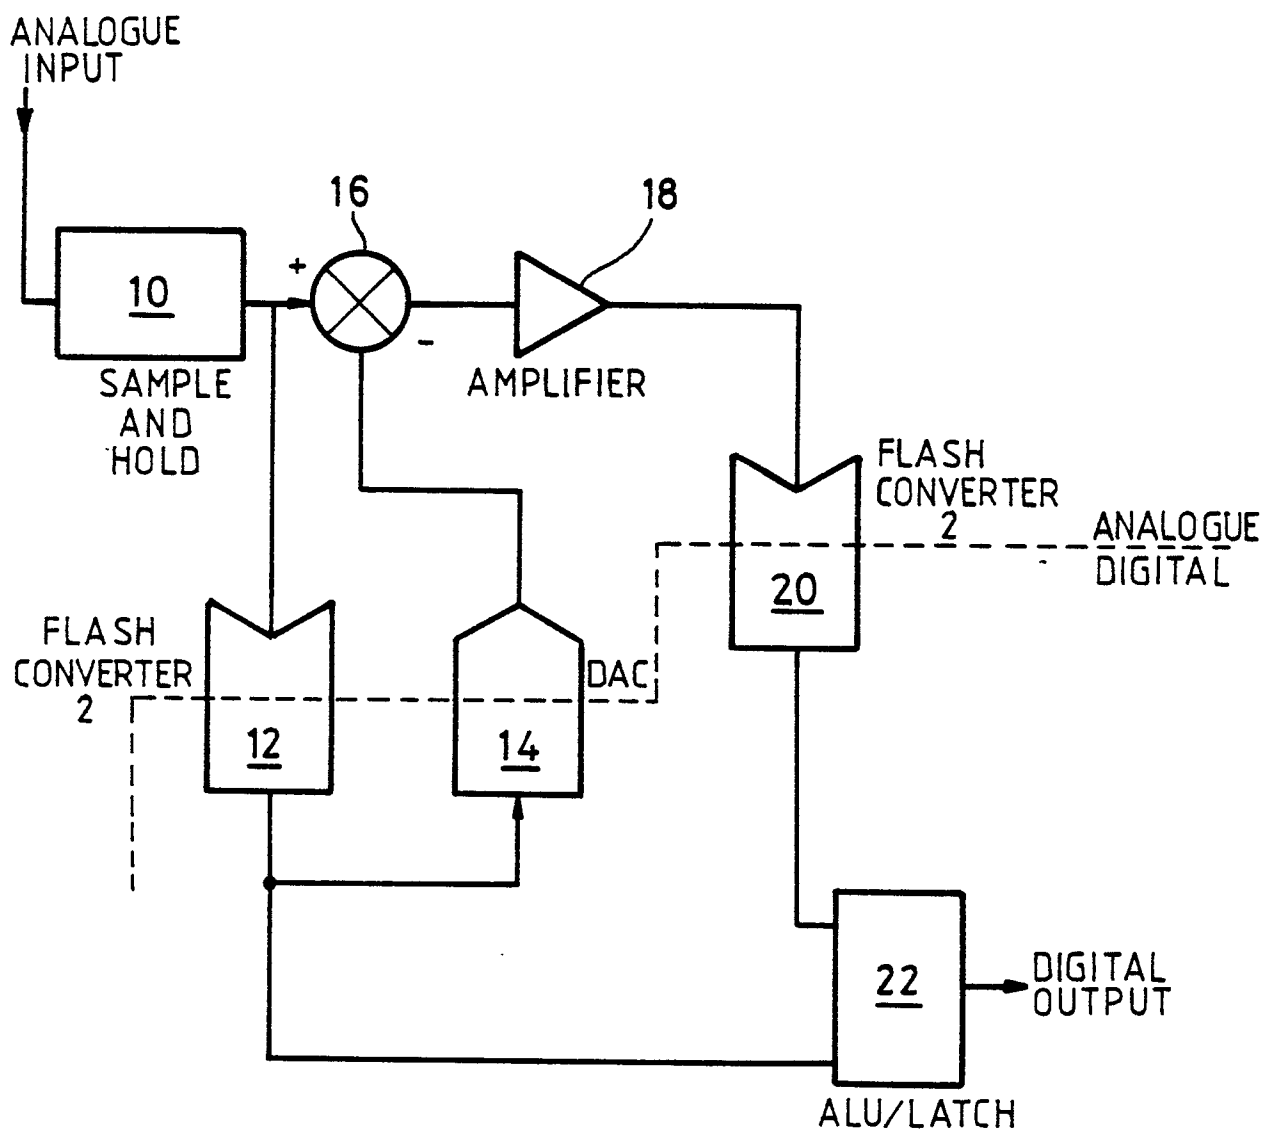 ANALOGUE
INPUT
16
18
+
10
-
SAMPLE
AND
HOLD
AMPLIFIER
FLASH
CONVERTER
2
ANALOGUE
DIGITAL
20
FLASH
CONVERTER
2
DAC
12
14
22
DIGITAL
OUTPUT
ALU/LATCH